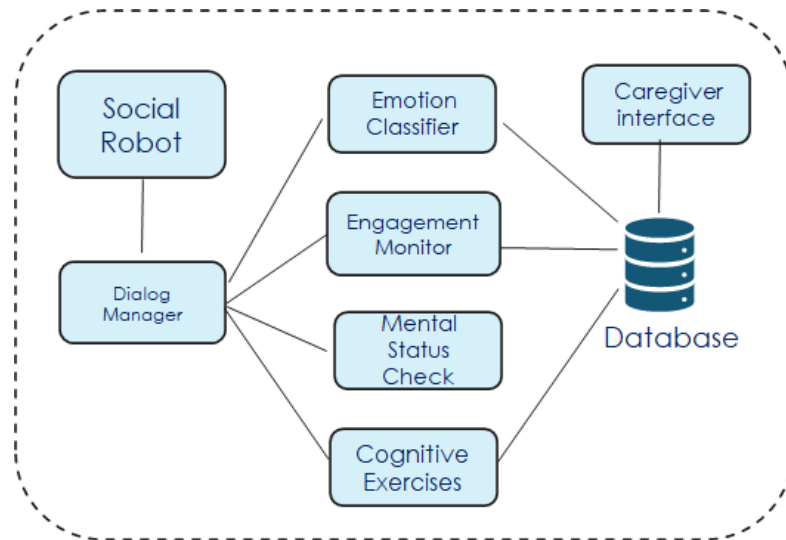 Social
Robot
Dialog
Manager
Emotion
Classifier
Engagement
Monitor
Mental
Status
Check
Cognitive
Exercises
Caregiver
interface
Database